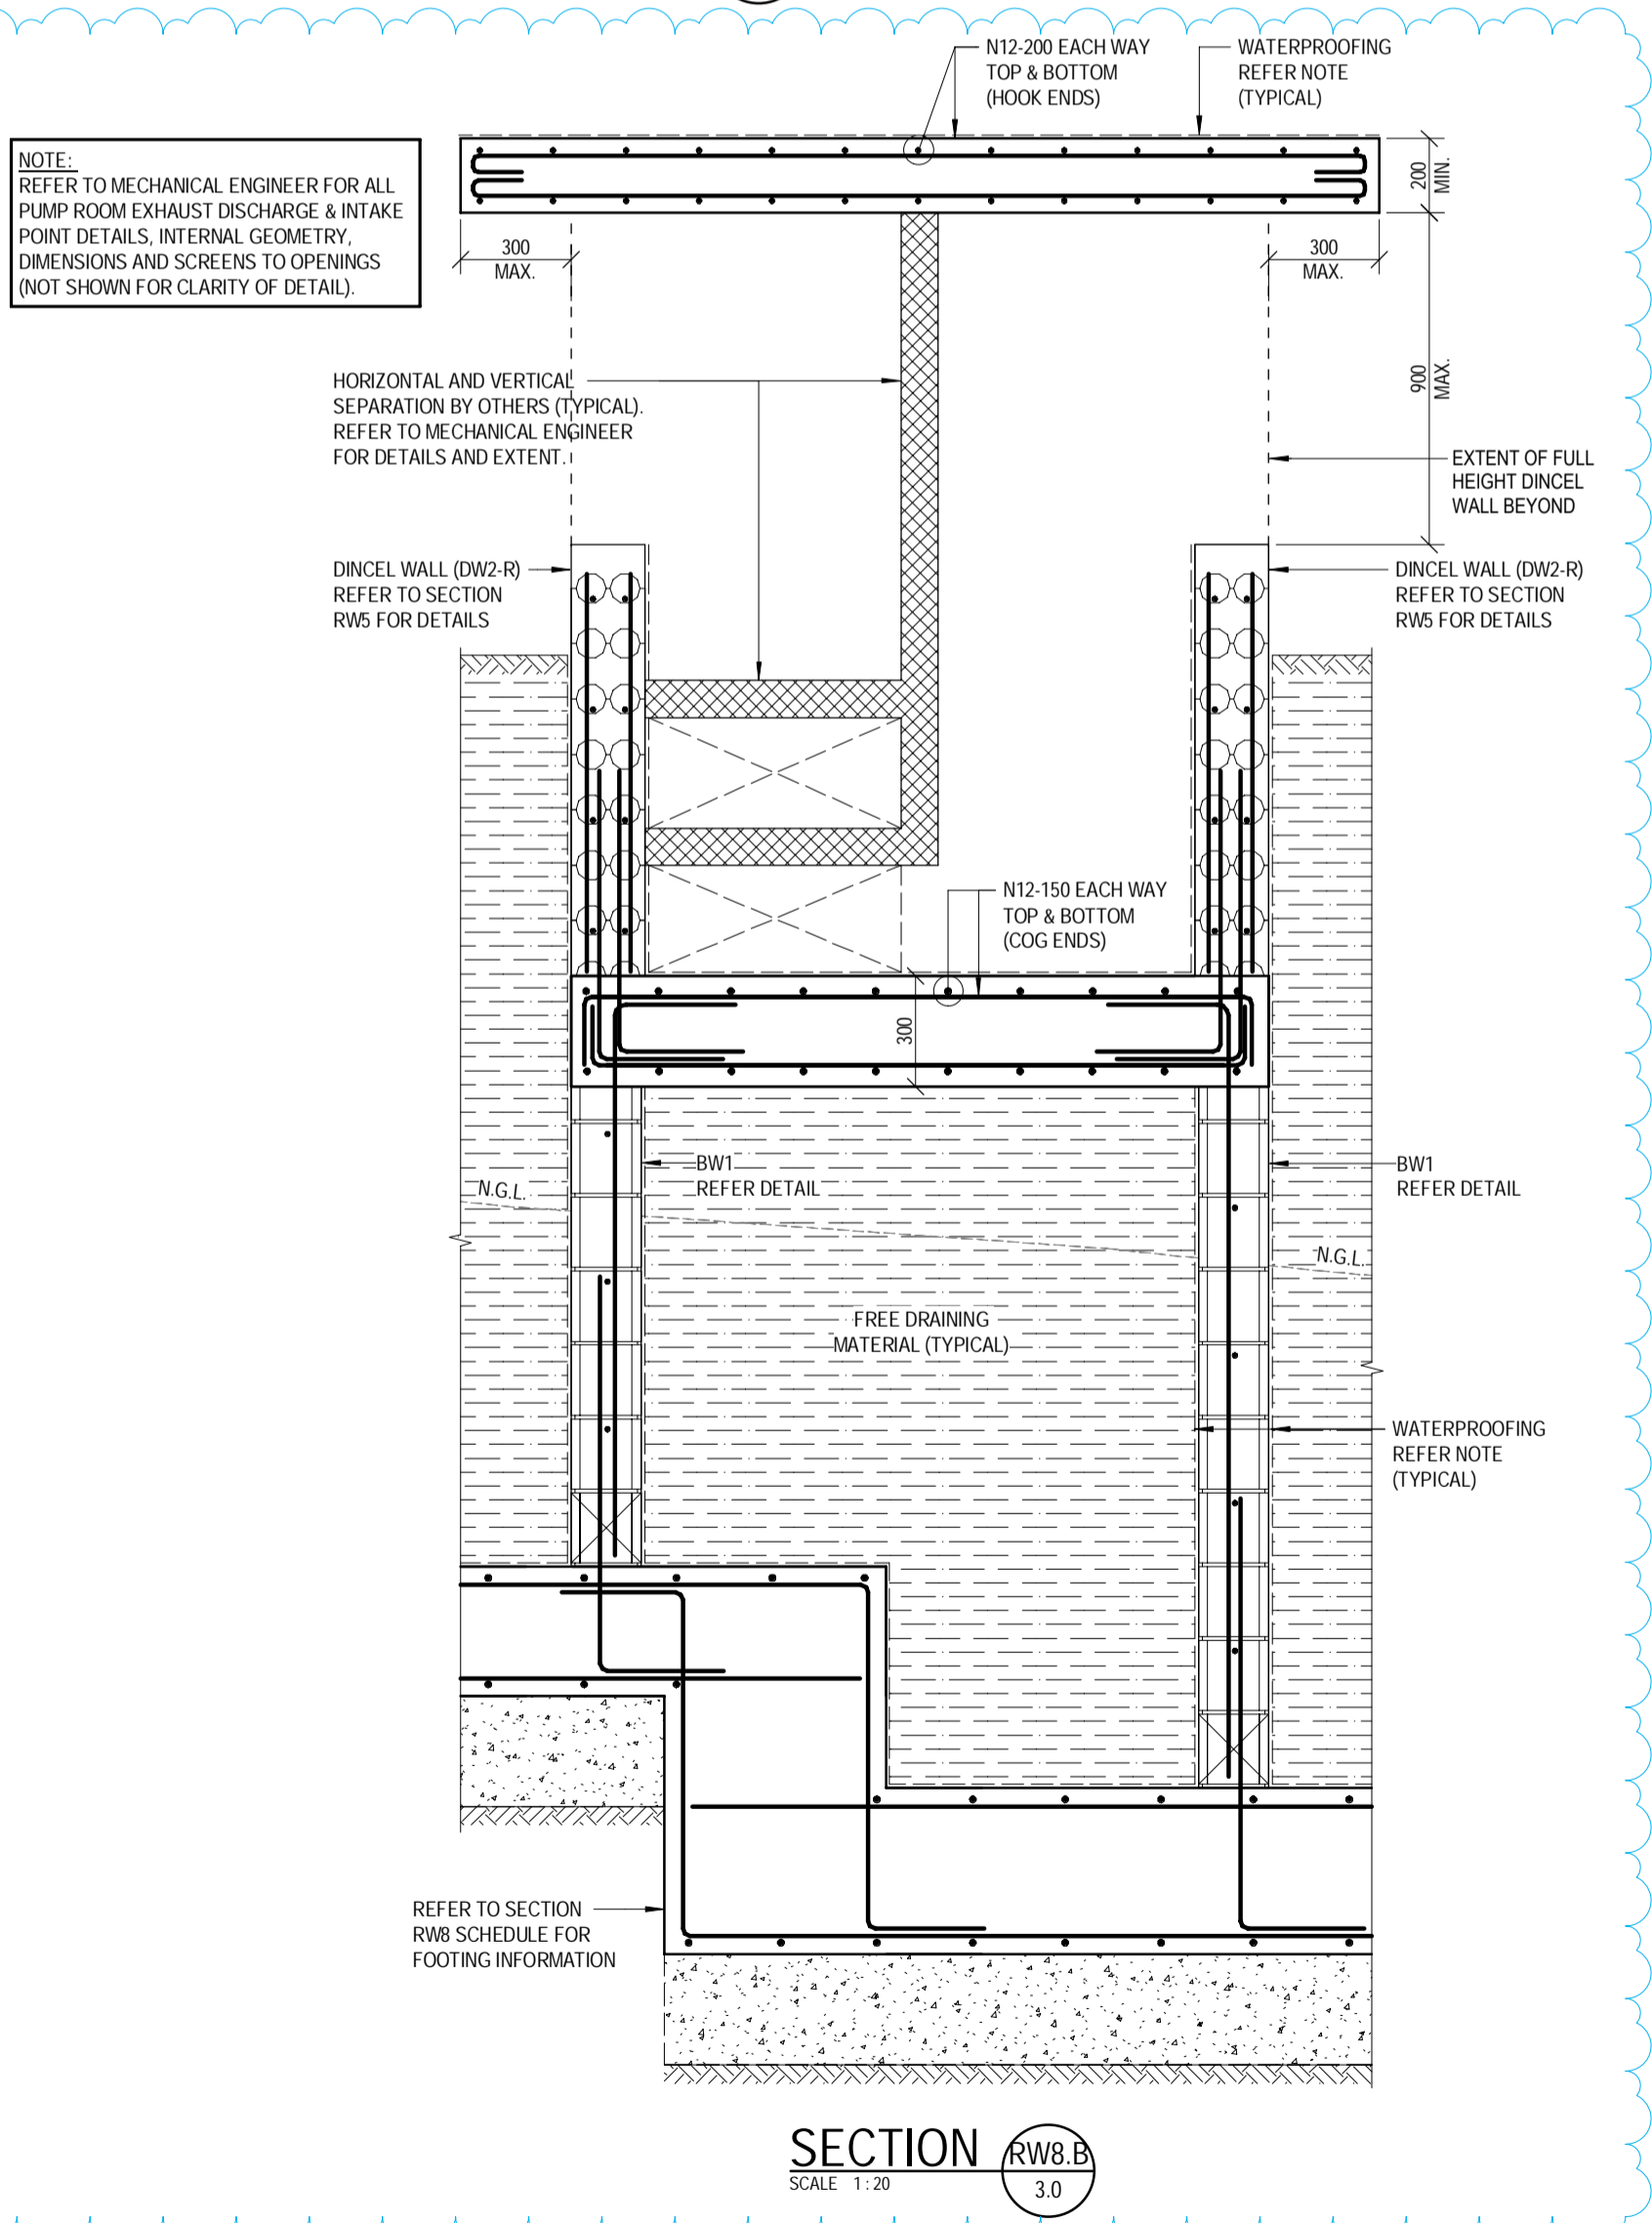 N12-200 EACH WAY
TOP & BOTTOM
(HOOK ENDS)
WATERPROOFING
REFER NOTE
(TYPICAL)
NOTE:
REFER TO MECHANICAL ENGINEER FOR ALL
PUMP ROOM EXHAUST DISCHARGE & INTAKE
POINT DETAILS, INTERNAL GEOMETRY,
DIMENSIONS AND SCREENS TO OPENINGS
(NOT SHOWN FOR CLARITY OF DETAIL).
200
MIN.
300
MAX.
300
MAX.
900
MAX.
HORIZONTAL AND VERTICAL
SEPARATION BY OTHERS (TYPICAL).
REFER TO MECHANICAL ENGINEER
FOR DETAILS AND EXTENT.
EXTENT OF FULL
HEIGHT DINCEL
WALL BEYOND
DINCEL WALL (DW2-R)
REFER TO SECTION
RW5 FOR DETAILS
DINCEL WALL (DW2-R)
REFER TO SECTION
RW5 FOR DETAILS
N12-150 EACH WAY
TOP & BOTTOM
(COG ENDS)
300
BW1
REFER DETAIL
BW1
REFER DETAIL
N.G.L.
N.G.L.
FREE DRAINING
MATERIAL (TYPICAL)
WATERPROOFING
REFER NOTE
(TYPICAL)
REFER TO SECTION
RW8 SCHEDULE FOR
FOOTING INFORMATION
SECTION
RW8.B
SCALE 1 : 20
3.0